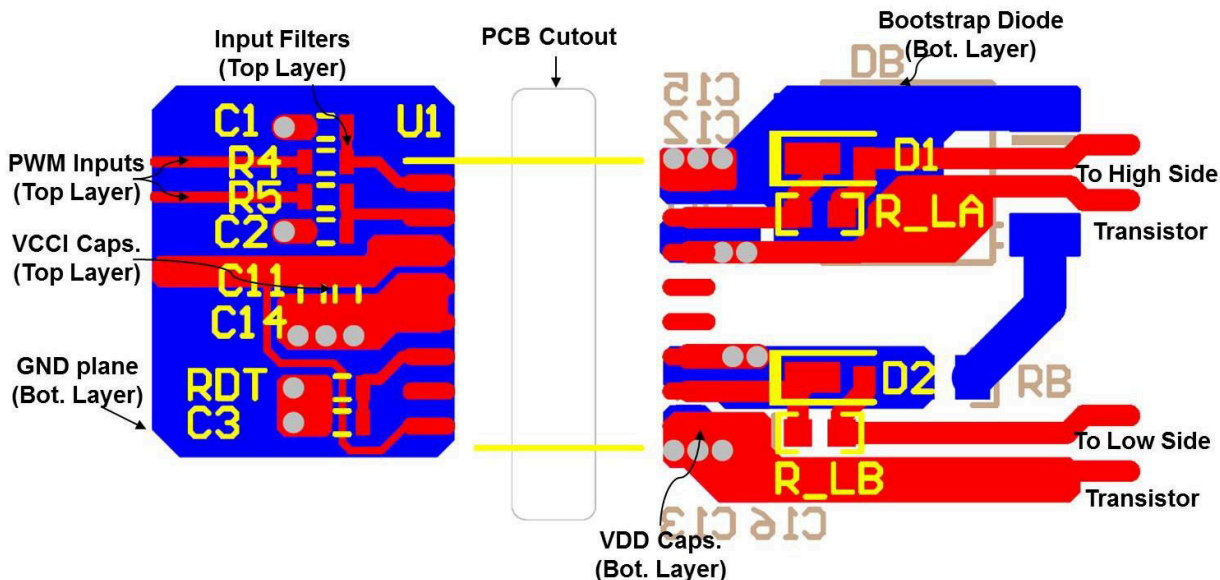 Input Filters
(Top Layer)
PCB Cutout
Bootstrap Diode
(Bot. Layer)
DB
C15
C12
C1
U1
PWM Inputs
(Top Layer)
R4
R5
C2
D1
To High Side
R_LA
Transistor
VCCI Caps.
(Top Layer)
C11
C14
GND plane
(Bot. Layer)
RDT
C3
D2
RB
To Low Side
R_LB
Transistor
C13
C16
VDD Caps.
(Bot. Layer)